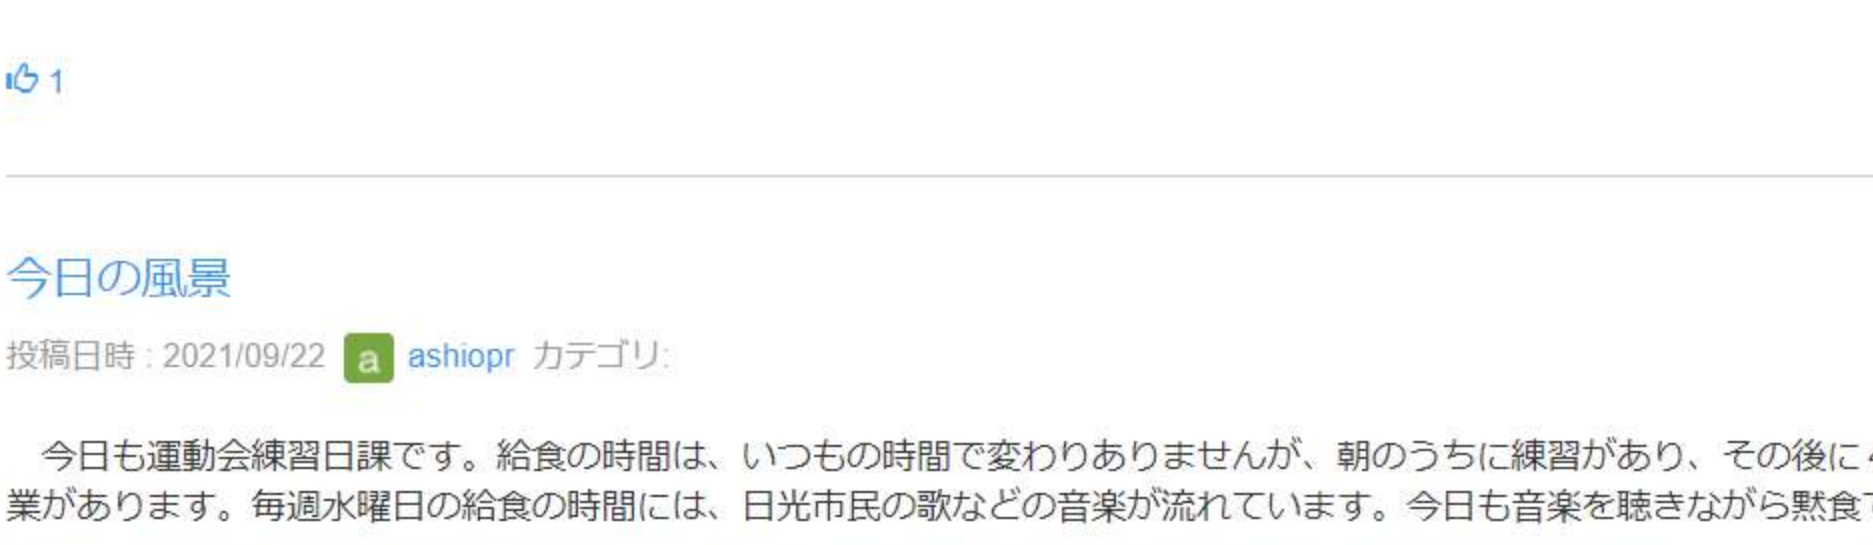 1
今日の風景
投稿日時 : 2021/09/22 a ashiopr カテゴリ:
今日も運動会練習日課です。給食の時間は、いつもの時間で変わりありませんが、朝のうちに練習があり、その後に
業があります。毎週水曜日の給食の時間には、日光市民の歌などの音楽が流れています。今日も音楽を聴きながら黙食